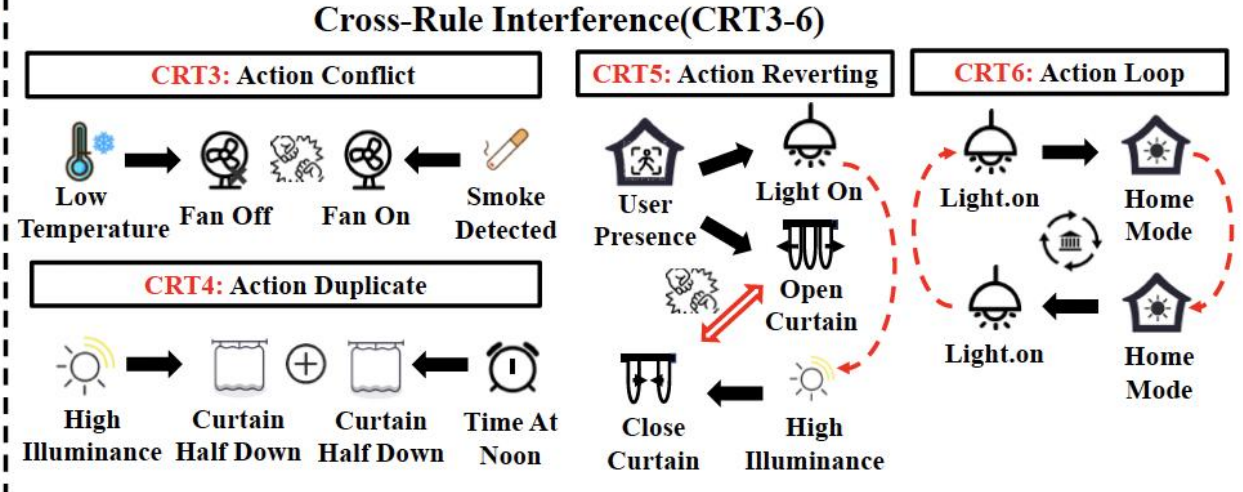 Cross-Rule Interference(CRT3-6)
CRT3: Action Conflict
Low
Temperature
Fan Off
Fan On
Smoke
Detected
CRT4: Action Duplicate
High
Illuminance
Curtain
Half Down
Curtain
Half Down
Time At
Noon
CRT5: Action Reverting
User
Presence
Light On
Open
Curtain
Close
Curtain
High
Illuminance
CRT6: Action Loop
Light.on
Home
Mode
Light.on
Home
Mode